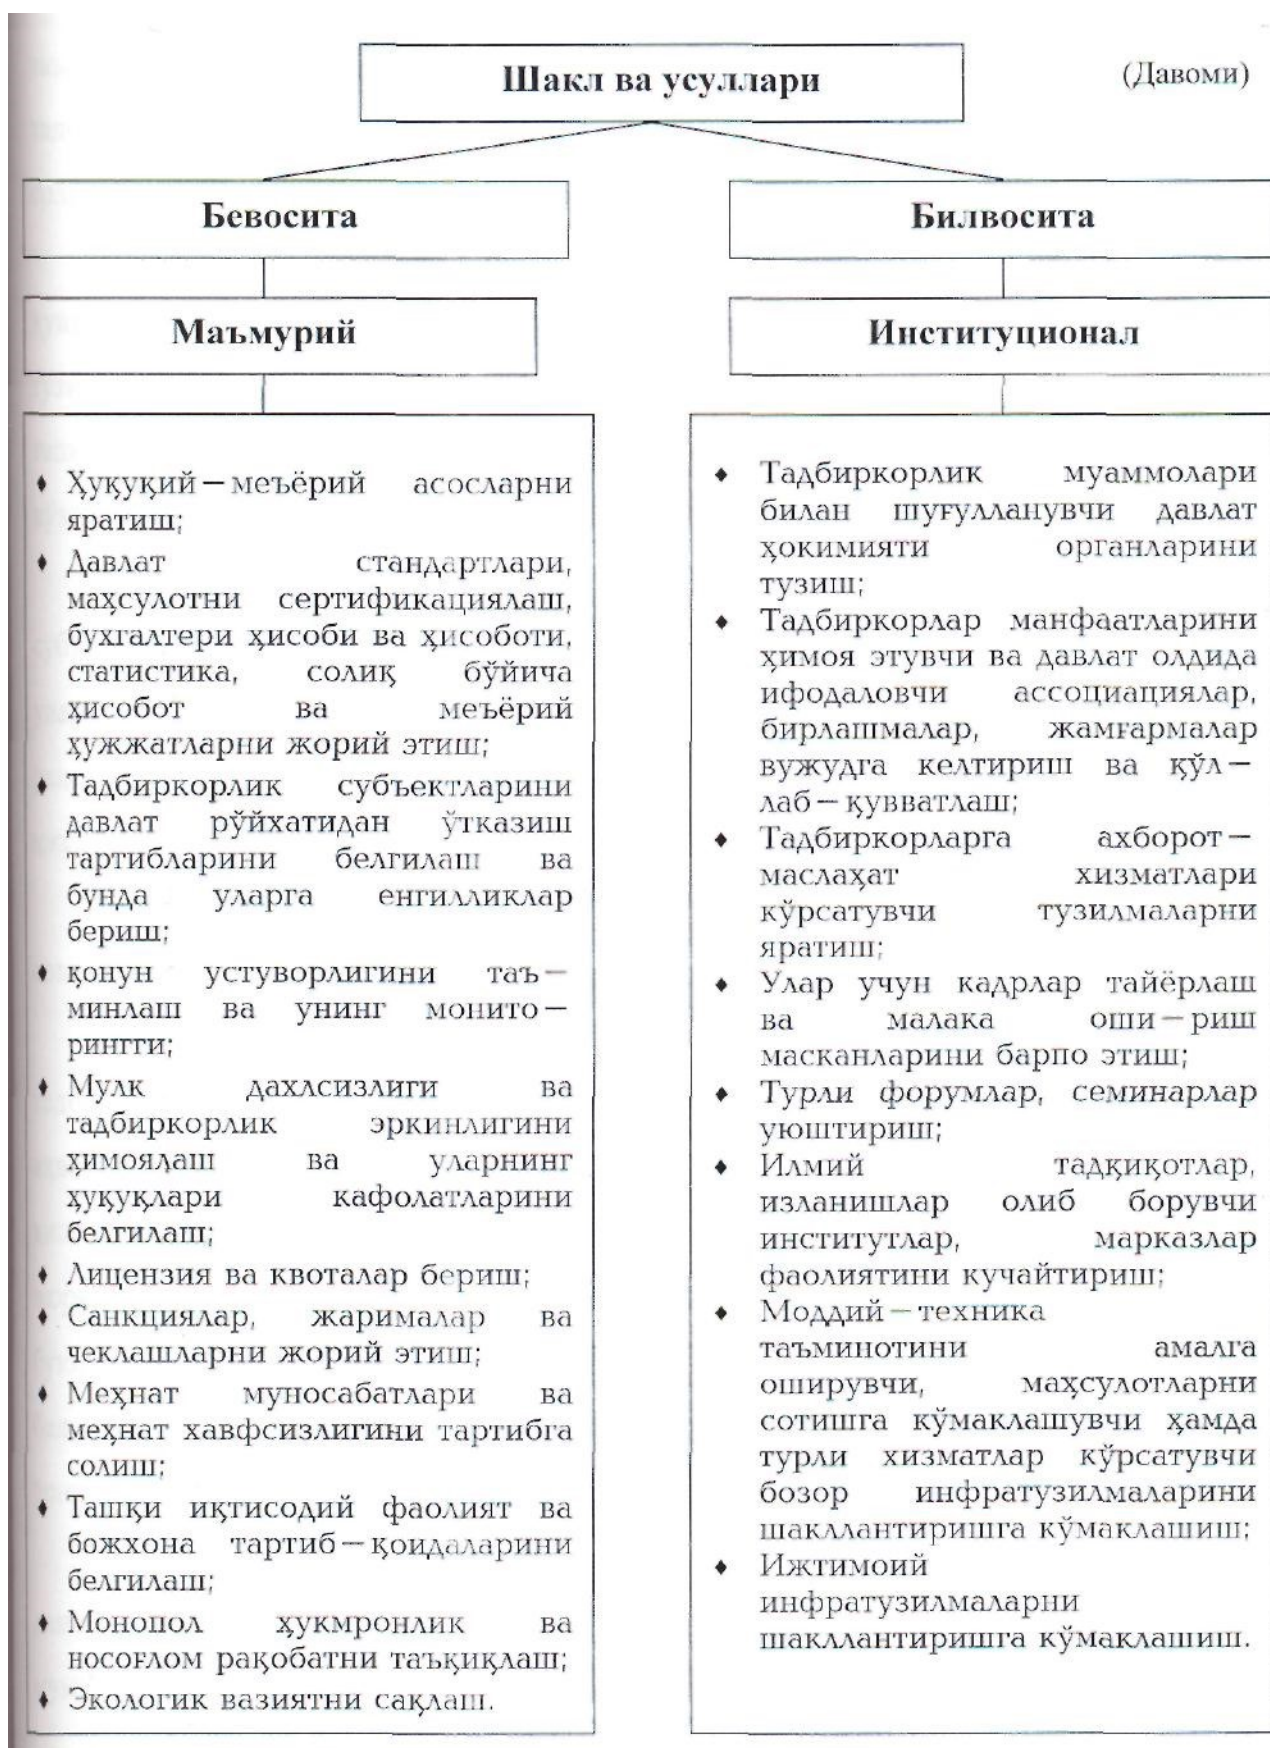 Шакл ва усуллари
(Давоми)
Бевосита
Билвосита
Маъмурий
Институционал
♦ Ҳуқуқий – меъёрий асосларни
яратиш;
♦ Давлат стандартлари,
маҳсулотни сертификациялаш,
бухгалтери ҳисоби ва ҳисоботи,
статистика, солиқ бўйича
ҳисобот ва меъёрий
ҳужжатларни жорий этиш;
♦ Тадбиркорлик субъектларини
давлат рўйхатидан ўтказиш
тартибларини белгилаш ва
бунда уларга енгилликлар
бериш;
♦ қонун устуворлигини таъ –
минлаш ва унинг монито –
рингги;
♦ Мулк дахлсизлиги ва
тадбиркорлик эркинлигини
ҳимоялаш ва уларнинг
ҳуқуқлари кафолатларини
белгилаш;
♦ Лицензия ва квоталар бериш;
♦ Санкциялар, жарималар ва
чеклашларни жорий этиш;
♦ Меҳнат муносабатлари ва
меҳнат хавфсизлигини тартибга
солиш;
♦ Ташқи иқтисодий фаолият ва
божхона тартиб – қоидаларини
белгилаш;
♦ Монопол ҳукмронлик ва
носоғлом рақобатни таъқиқлаш;
♦ Экологик вазиятни сақлаш.
♦ Тадбиркорлик муаммолари
билан шуғулланувчи давлат
ҳокимияти органларини
тузиш;
♦ Тадбиркорлар манфаатларини
ҳимоя этувчи ва давлат олдида
ифодаловчи ассоциациялар,
бирлашмалар, жамғармалар
вужудга келтириш ва қўл –
лаб – қувватлаш;
♦ Тадбиркорларга ахборот –
маслаҳат хизматлари
кўрсатувчи тузилмаларни
яратиш;
♦ Улар учун кадрлар тайёрлаш
ва малака оши – риш
масканларини барпо этиш;
♦ Турли форумлар, семинарлар
уюштириш;
♦ Илмий тадқиқотлар,
изланишлар олиб борувчи
институтлар, марказлар
фаолиятини кучайтириш;
♦ Моддий – техника
таъминотини амалга
оширувчи, маҳсулотларни
сотишга кўмаклашувчи ҳамда
турли хизматлар кўрсатувчи
бозор инфратузилмаларини
шакллантиришга кўмаклашиш;
♦ Ижтимоий
инфратузилмаларни
шакллантиришга кўмаклашиш.